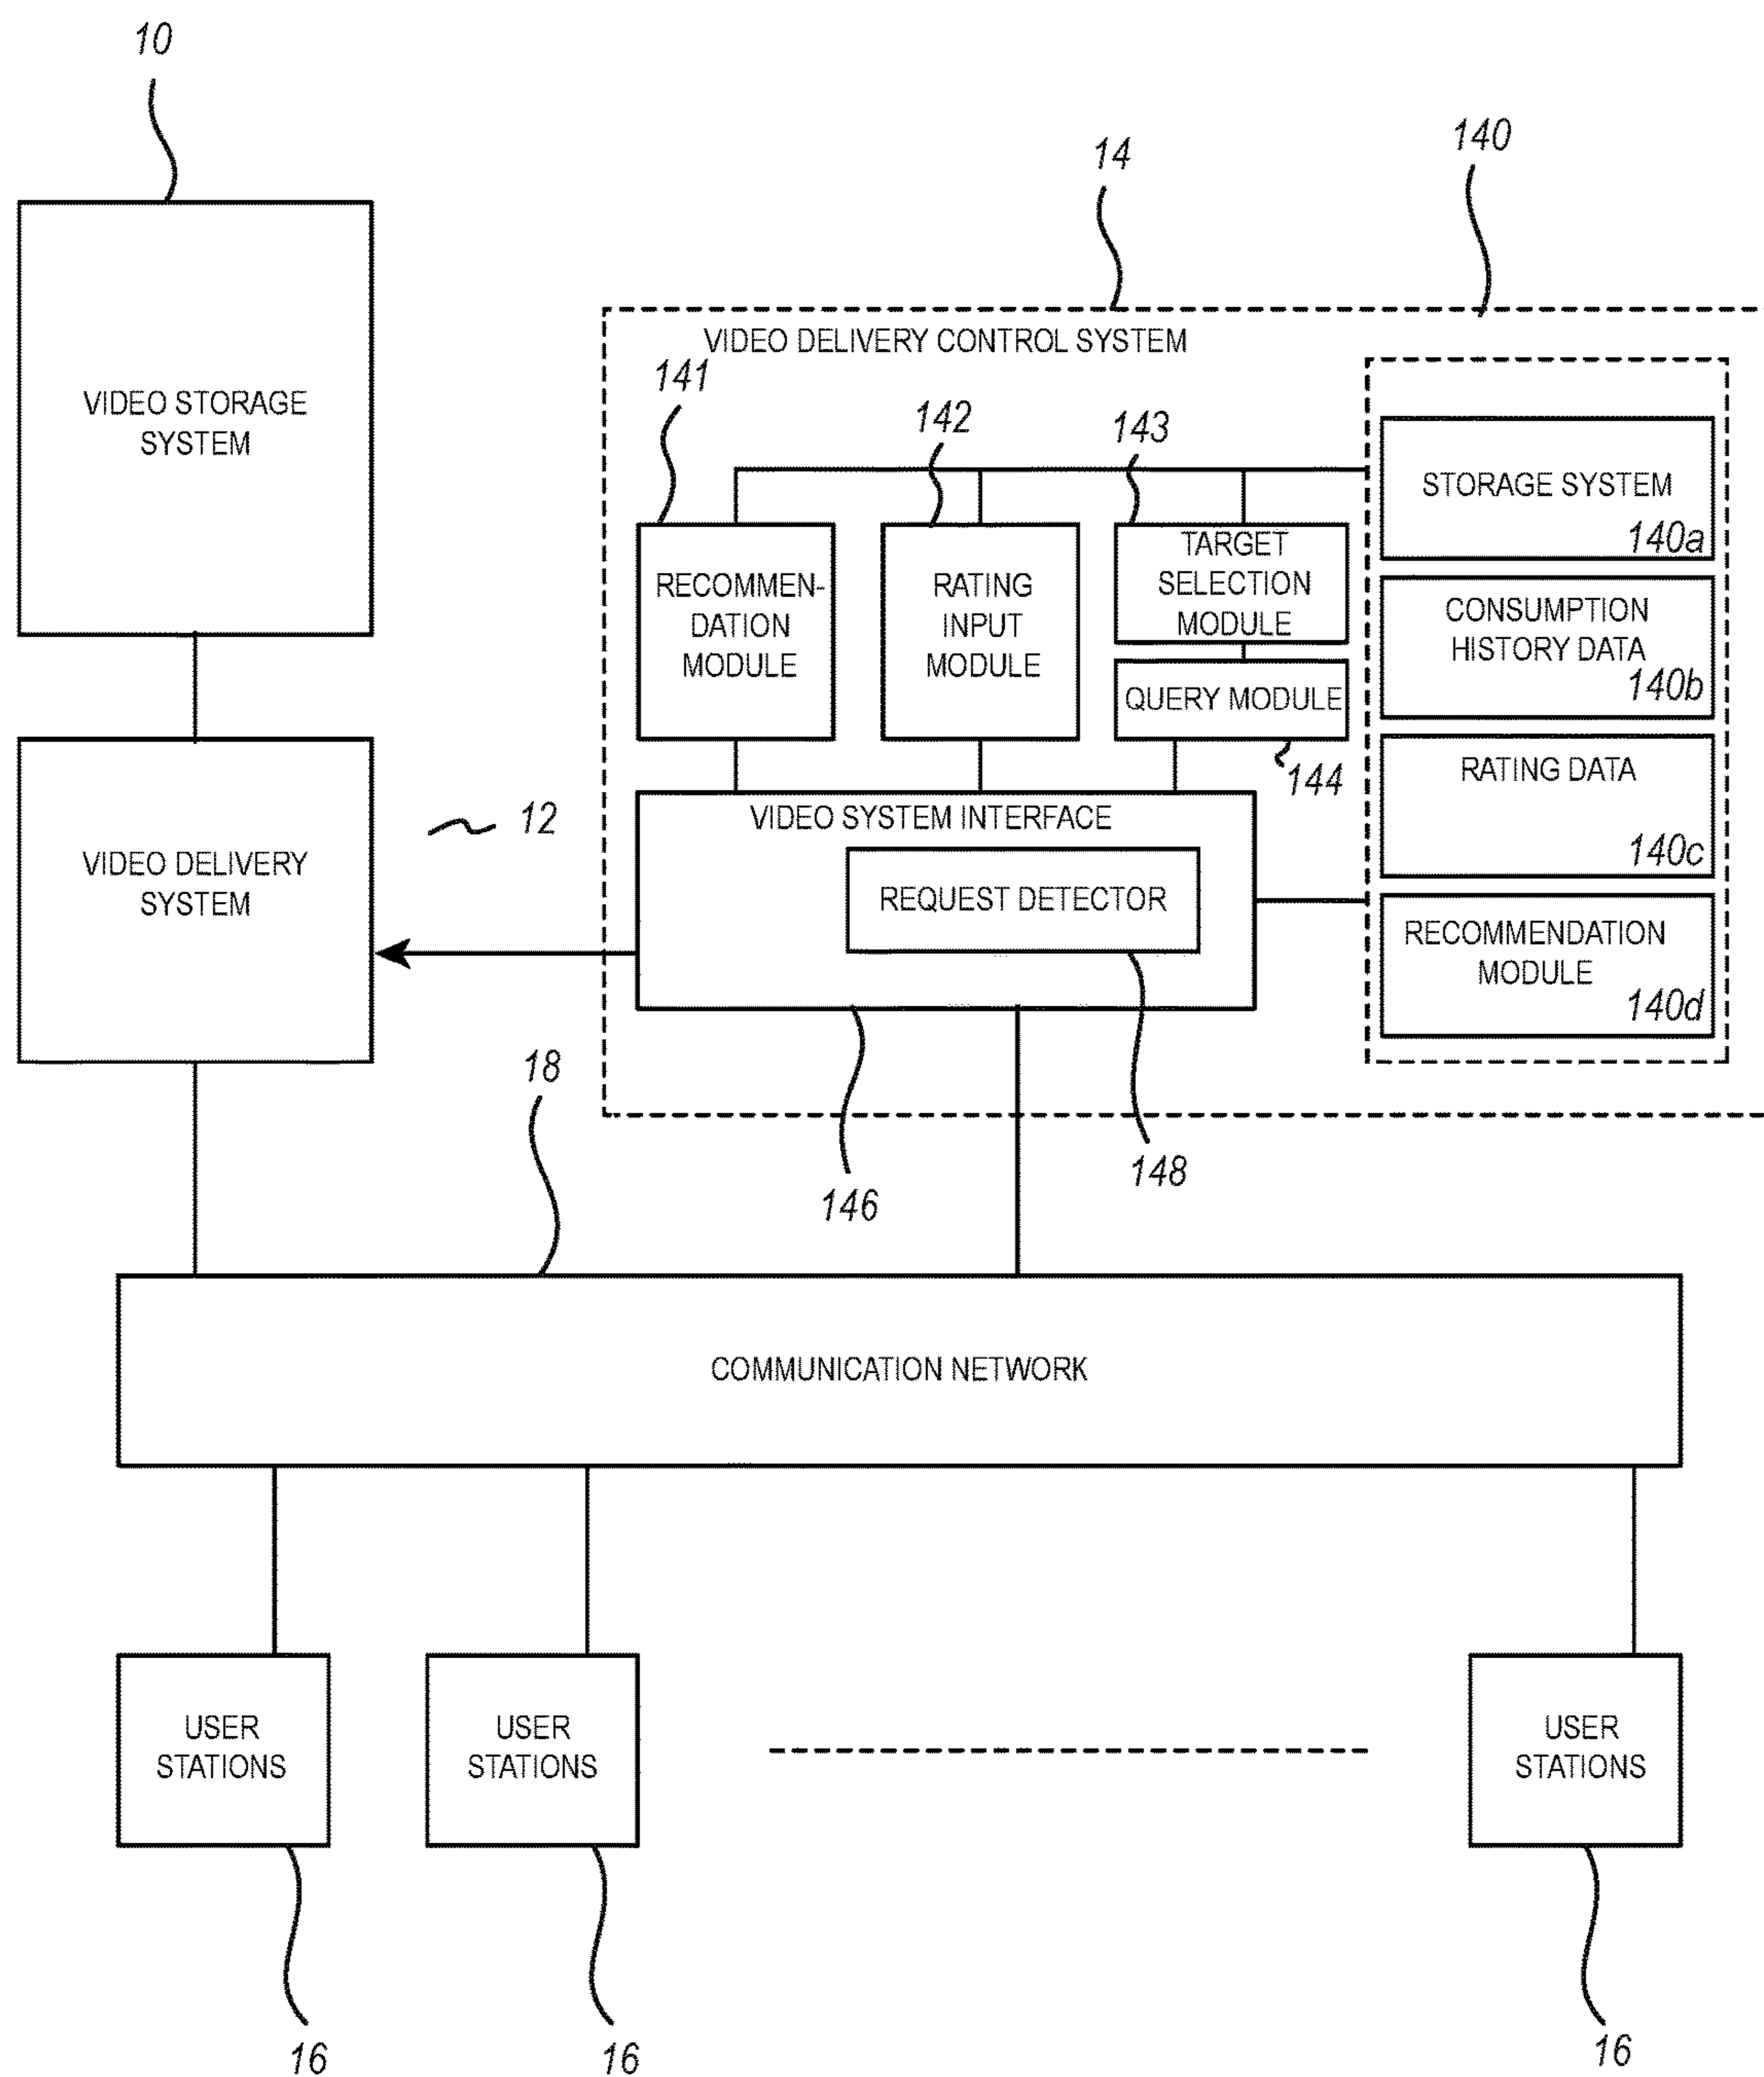 10
14
140
VIDEO STORAGE
SYSTEM
VIDEO DELIVERY CONTROL SYSTEM
141
142
143
RECOMMEN-
DATION
MODULE
RATING
INPUT
MODULE
TARGET
SELECTION
MODULE
QUERY MODULE
144
STORAGE SYSTEM
140a
CONSUMPTION
HISTORY DATA
140b
RATING DATA
140c
RECOMMENDATION
MODULE
140d
VIDEO DELIVERY
SYSTEM
12
VIDEO SYSTEM INTERFACE
REQUEST DETECTOR
18
146
148
COMMUNICATION NETWORK
USER
STATIONS
USER
STATIONS
USER
STATIONS
16
16
16